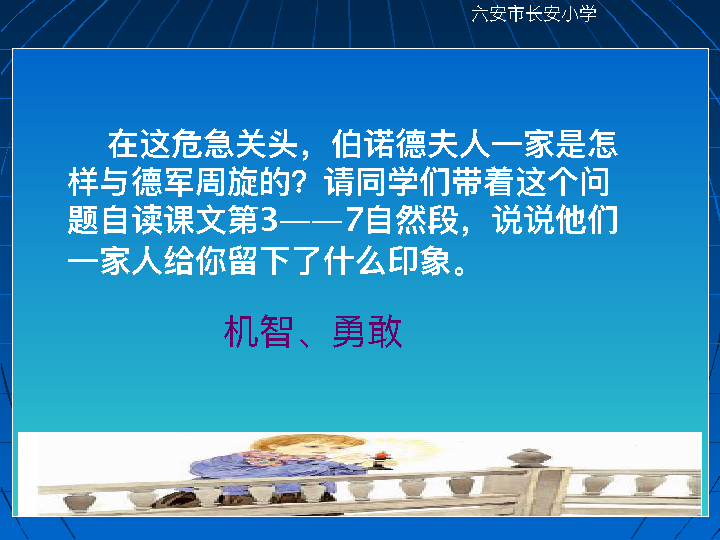 六安市长安小学
在这危急关头，伯诺德夫人一家是怎
样与德军周旋的？请同学们带着这个问
题自读课文第3——7自然段，说说他们
一家人给你留下了什么印象。
机智、勇敢